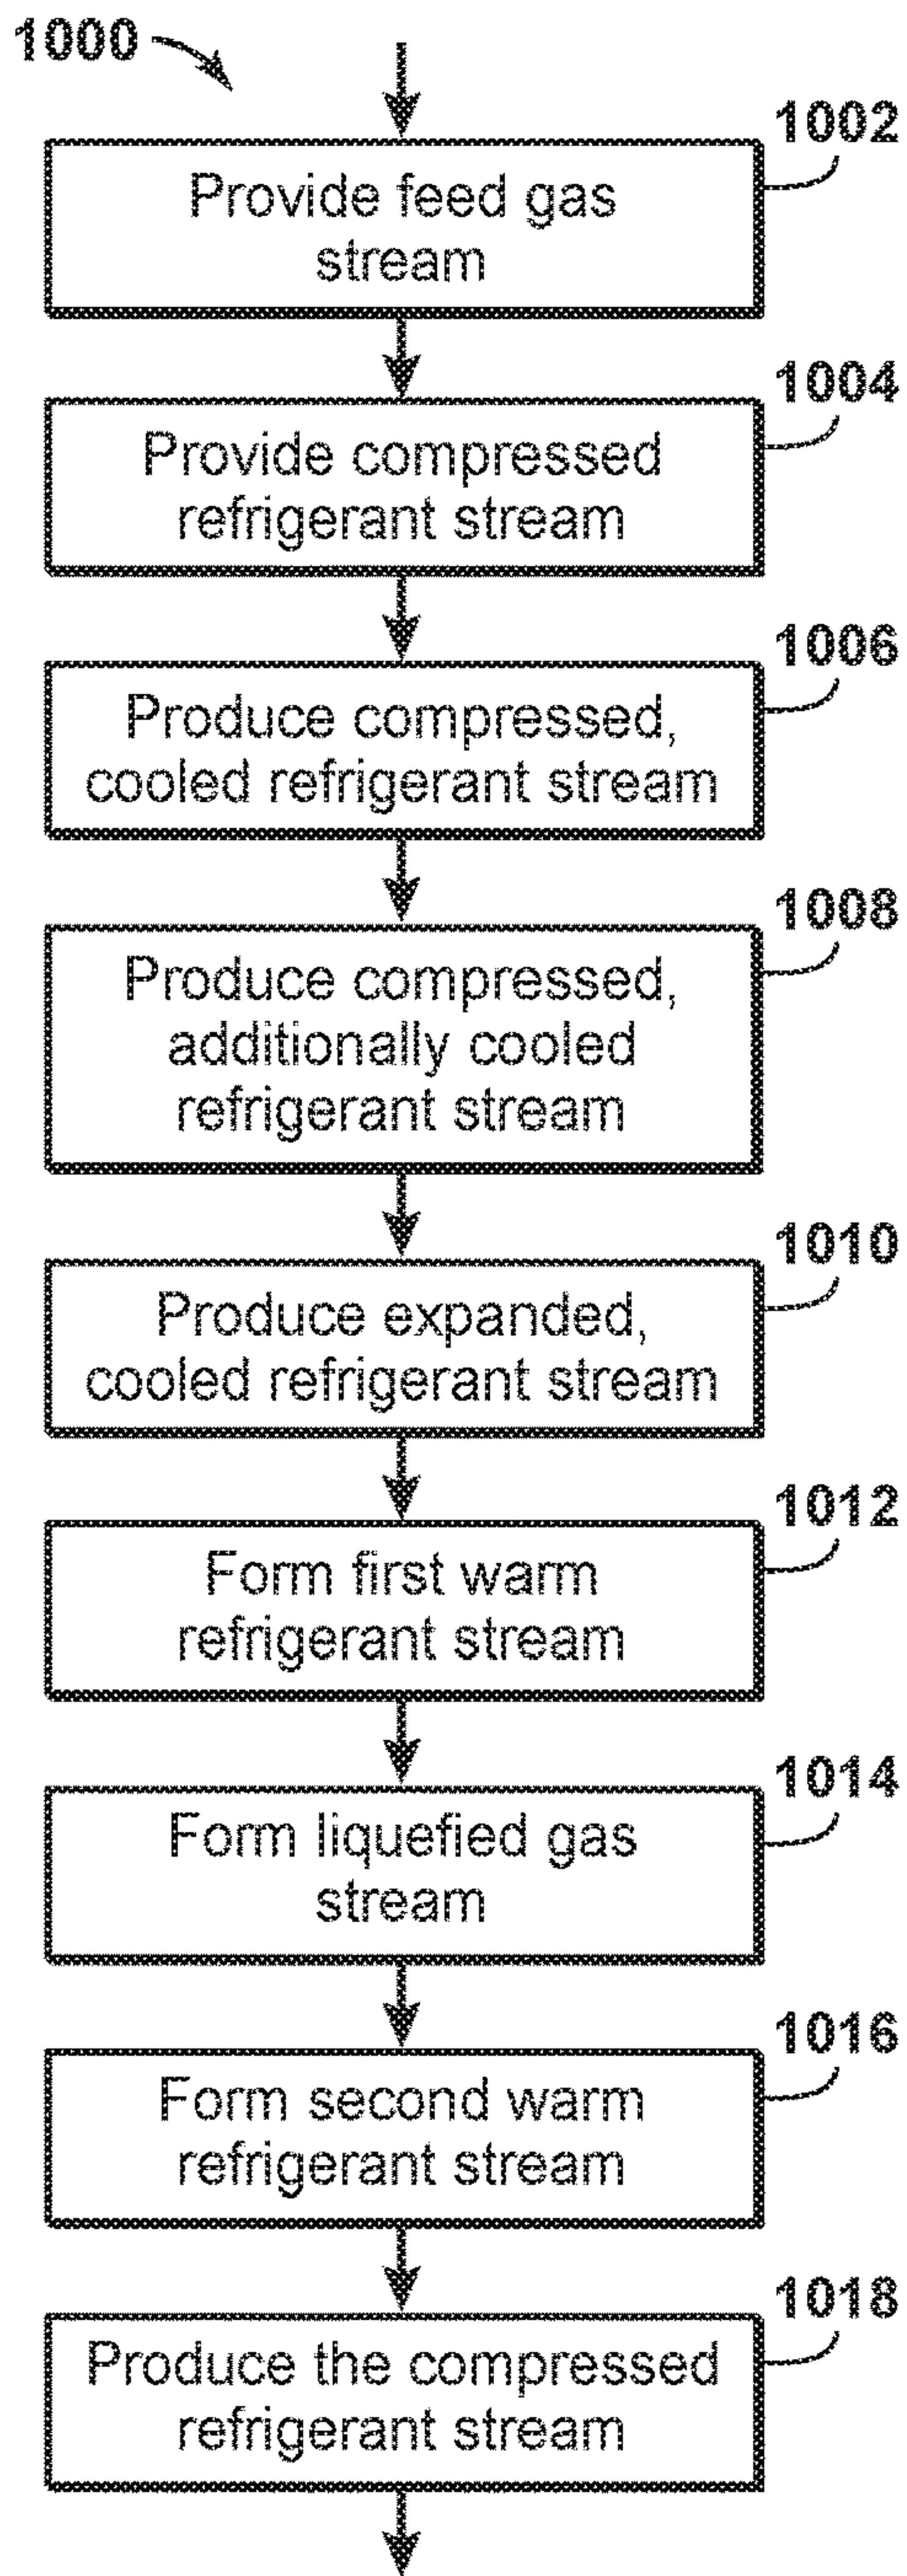 1000
1002
Provide feed gas
stream
1004
Provide compressed
refrigerant stream
1006
Produce compressed,
cooled refrigerant stream
1008
Produce compressed,
additionally cooled
refrigerant stream
1010
Produce expanded,
cooled refrigerant stream
1012
Form first warm
refrigerant stream
1014
Form liquefied gas
stream
1016
Form second warm
refrigerant stream
1018
Produce the compressed
refrigerant stream